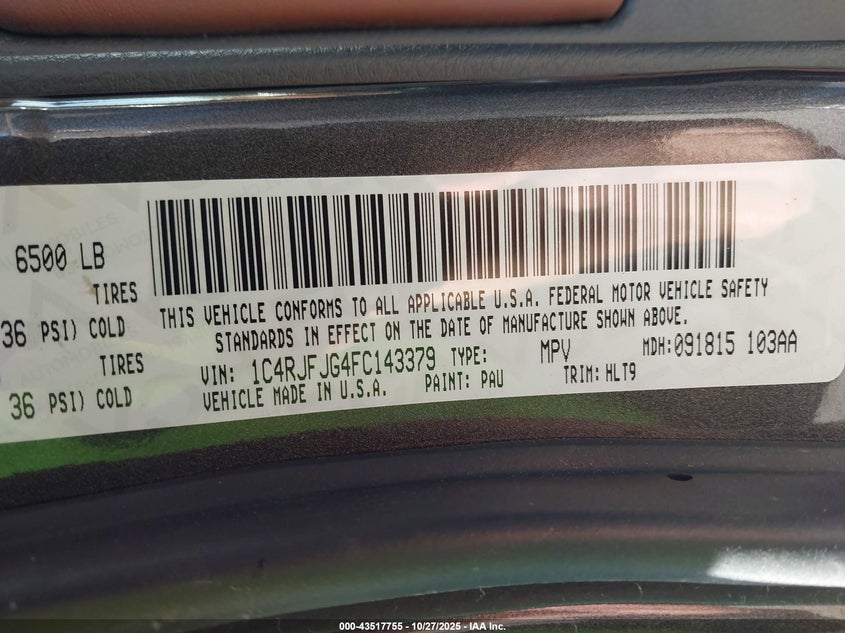 6500 LB
TIRES
36 PSI) COLD
TIRES
36 PSI) COLD
THIS VEHICLE CONFORMS TO ALL APPLICABLE U.S.A. FEDERAL MOTOR VEHICLE SAFETY
STANDARDS IN EFFECT ON THE DATE OF MANUFACTURE SHOWN ABOVE.
VIN: 1C4RJFJG4FC143379 TYPE: MPV MDH:091815 103AA
VEHICLE MADE IN U.S.A. PAINT: PAU TRIM: HLT9
000-43517755 - 10/27/2025 - IAA Inc.